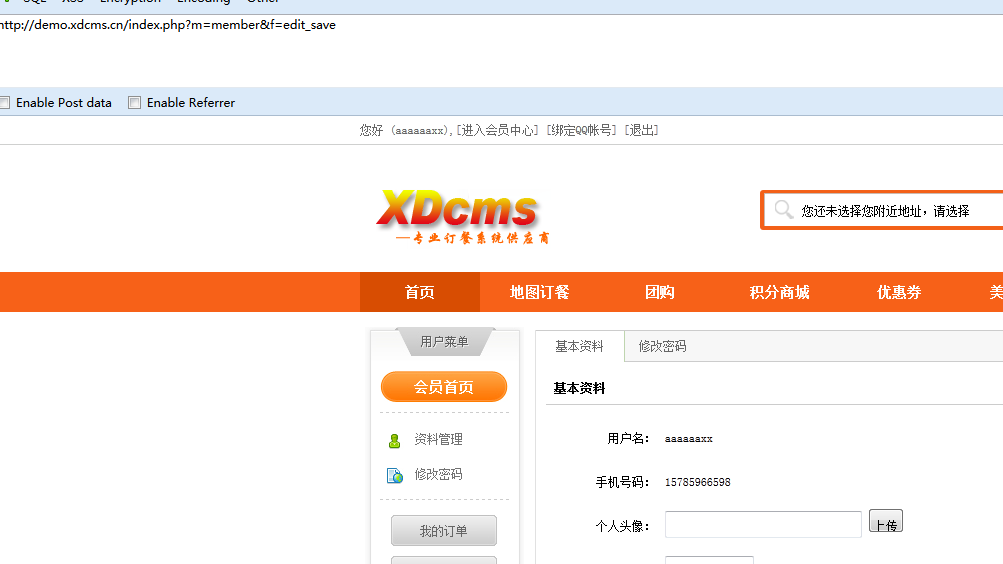 SQL XSS Encryption Encoding Other
http://demo.xdcms.cn/index.php?m=member&f=edit_save
Enable Post data Enable Referrer
您好 (aaaaaaxx),[进入会员中心] [绑定QQ帐号] [退出]
XDcms
—专业订餐系统供应商
您还未选择您附近地址，请选择
首页 地图订餐 团购 积分商城 优惠券 美
用户菜单
会员首页
资料管理
修改密码
我的订单
基本资料 修改密码
基本资料
用户名： aaaaaaxx
手机号码： 15785966598
个人头像： 上传